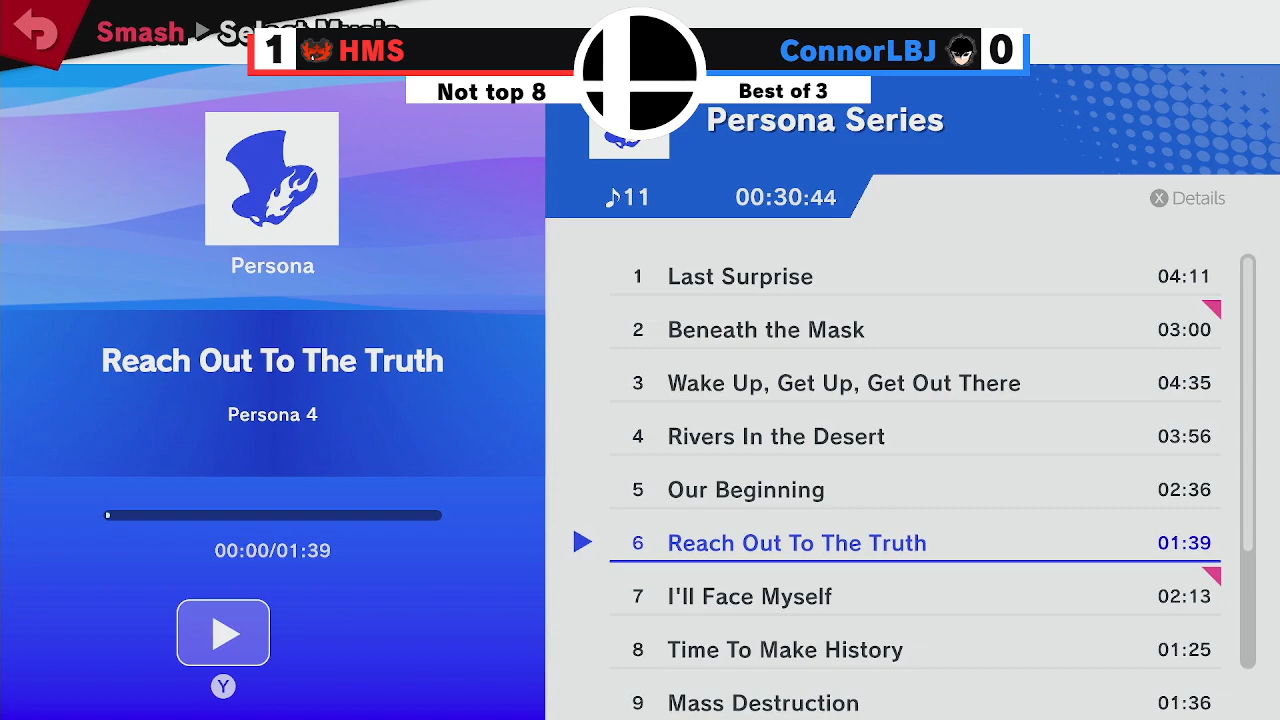 Smash ▶ Select Music
1 HMS
ConnorLBJ 0
Not top 8
Best of 3
Persona Series
♪11 00:30:44
X Details
Persona
Reach Out To The Truth
Persona 4
00:00/01:39
Y
1 Last Surprise 04:11
2 Beneath the Mask 03:00
3 Wake Up, Get Up, Get Out There 04:35
4 Rivers In the Desert 03:56
5 Our Beginning 02:36
6 Reach Out To The Truth 01:39
7 I'll Face Myself 02:13
8 Time To Make History 01:25
9 Mass Destruction 01:36